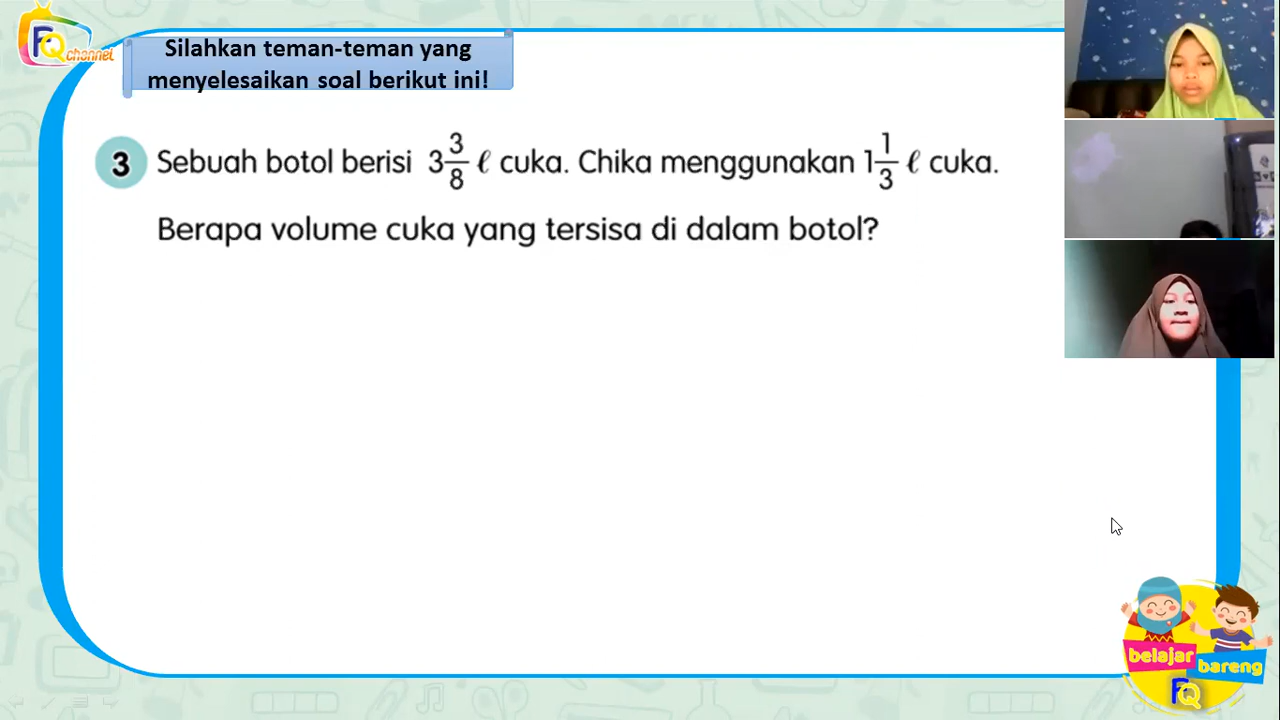 FQ channel
Silahkan teman-teman yang
menyelesaikan soal berikut ini!
3 Sebuah botol berisi 3 3/8 ℓ cuka. Chika menggunakan 1 1/3 ℓ cuka.
Berapa volume cuka yang tersisa di dalam botol?
belajar
bareng
FQ